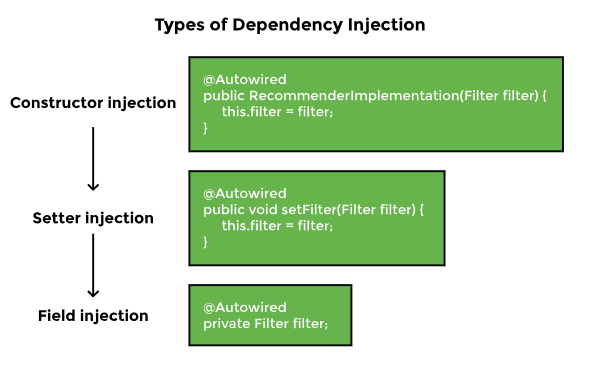 Types of Dependency Injection
Constructor injection
@Autowired
public RecommenderImplementation(Filter filter) {
this.filter = filter;
}
Setter injection
@Autowired
public void setFilter(Filter filter) {
this.filter = filter;
}
Field injection
@Autowired
private Filter filter;